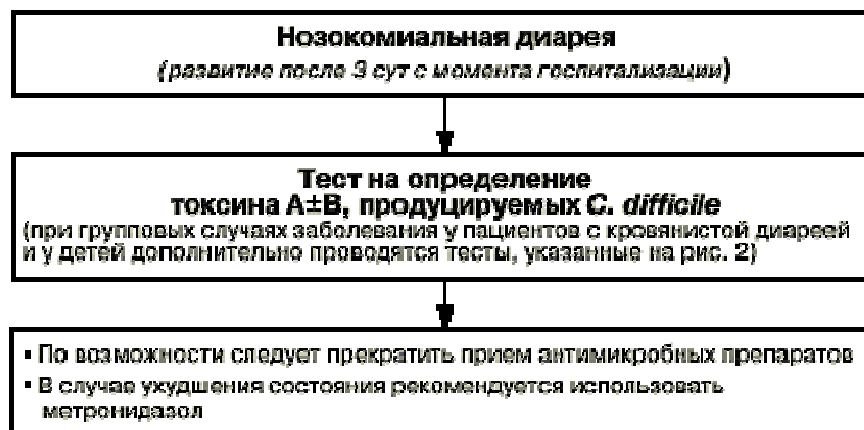 Нозокомиальная диарея
(развитие после 3 сут с момента госпитализации)
Тест на определение
токсина А±В, продуцируемых C. difficile
(при групповых случаях заболевания у пациентов с кровянистой диареей
и у детей дополнительно проводятся тесты, указанные на рис. 2)
▪ По возможности следует прекратить прием антимикробных препаратов
▪ В случае ухудшения состояния рекомендуется использовать
метронидазол